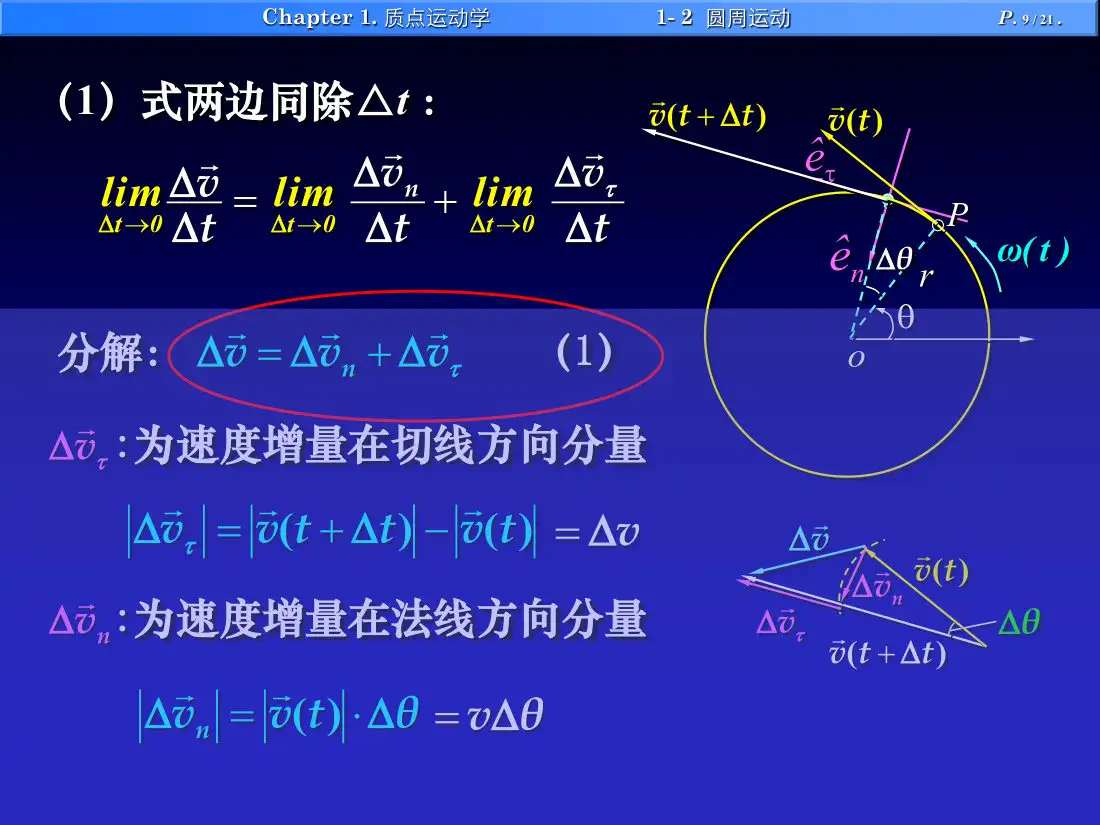 Chapter 1. 质点运动学 1- 2 圆周运动 P. 9 / 21 .
（1）式两边同除△t :
lim Δt→0 Δv⃗/Δt = lim Δt→0 Δv⃗ₙ/Δt + lim Δt→0 Δv⃗τ/Δt
分解: Δv⃗ = Δv⃗ₙ + Δv⃗τ （1）
Δv⃗τ :为速度增量在切线方向分量
|Δv⃗τ| = |v⃗(t + Δt)| − |v⃗(t)| = Δv
Δv⃗ₙ :为速度增量在法线方向分量
|Δv⃗ₙ| = |v⃗(t)| · Δθ = vΔθ
v⃗(t + Δt)
v⃗(t)
êτ
P
êₙ
Δθ
r
ω( t )
θ
o
Δv⃗
v⃗(t)
Δv⃗ₙ
Δv⃗τ
Δθ
v⃗(t + Δt)